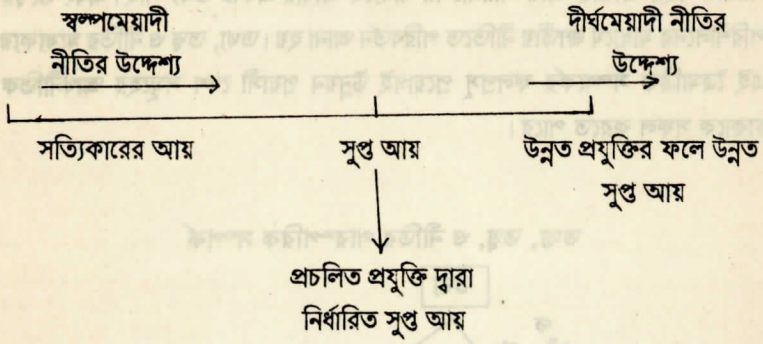 স্বল্পমেয়াদী
নীতির উদ্দেশ্য
দীর্ঘমেয়াদী নীতির
উদ্দেশ্য
সত্যিকারের আয়
সুপ্ত আয়
উন্নত প্রযুক্তির ফলে উন্নত
সুপ্ত আয়
প্রচলিত প্রযুক্তি দ্বারা
নির্ধারিত সুপ্ত আয়